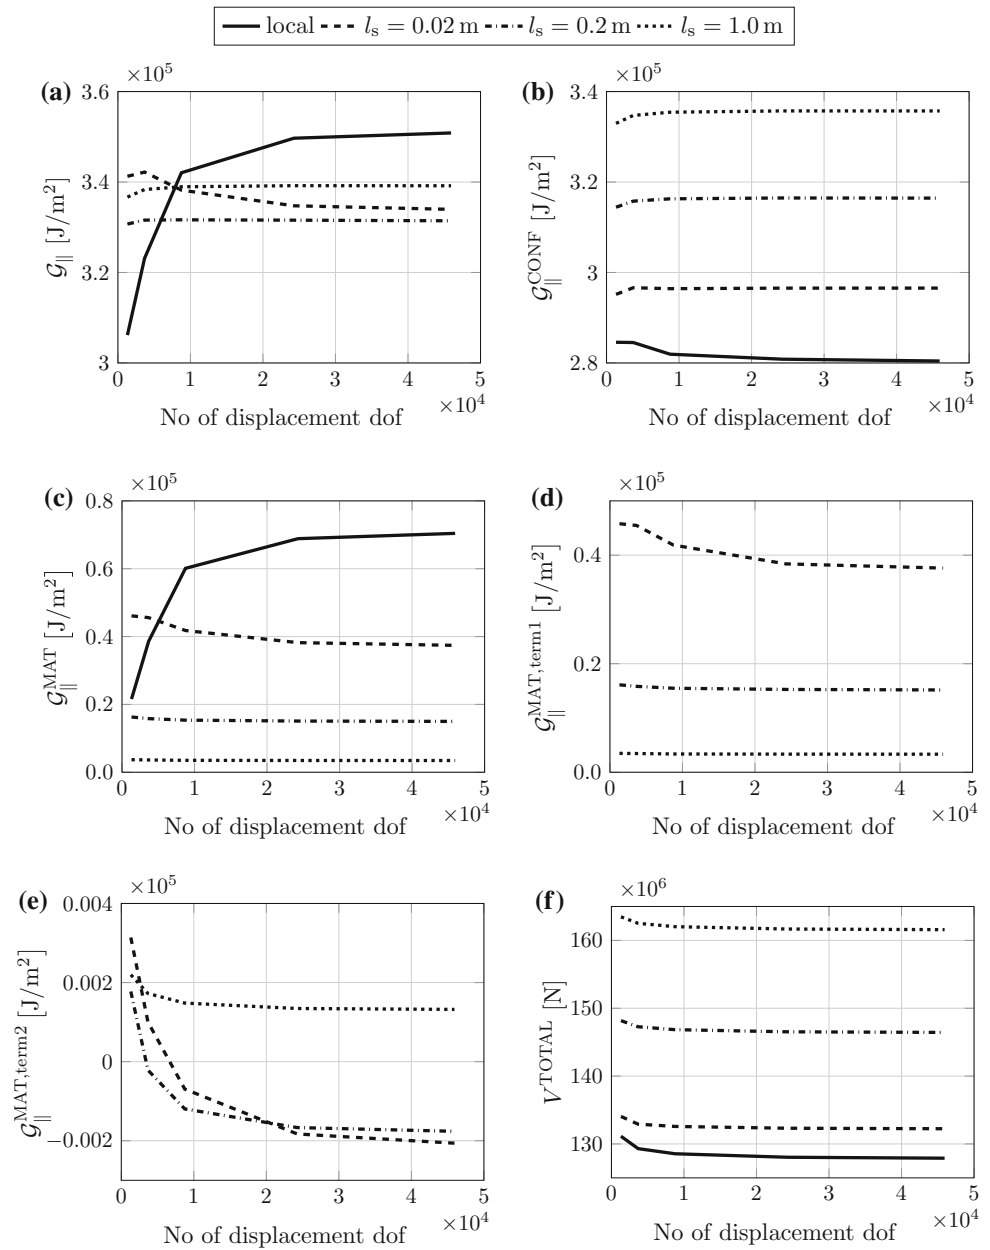 local l_s = 0.02 m l_s = 0.2 m l_s = 1.0 m
(a) ×10^5
3.6
3.4
3.2
3
𝒢_∥ [J/m^2]
0 1 2 3 4 5
×10^4
No of displacement dof
(b) ×10^5
3.4
3.2
3
2.8
𝒢_∥^CONF [J/m^2]
0 1 2 3 4 5
×10^4
No of displacement dof
(c) ×10^5
0.8
0.6
0.4
0.2
0.0
𝒢_∥^MAT [J/m^2]
0 1 2 3 4 5
×10^4
No of displacement dof
(d) ×10^5
0.4
0.2
0.0
𝒢_∥^MAT,term1 [J/m^2]
0 1 2 3 4 5
×10^4
No of displacement dof
(e) ×10^5
0.004
0.002
0
−0.002
𝒢_∥^MAT,term2 [J/m^2]
0 1 2 3 4 5
×10^4
No of displacement dof
(f) ×10^6
160
150
140
130
V^TOTAL [N]
0 1 2 3 4 5
×10^4
No of displacement dof